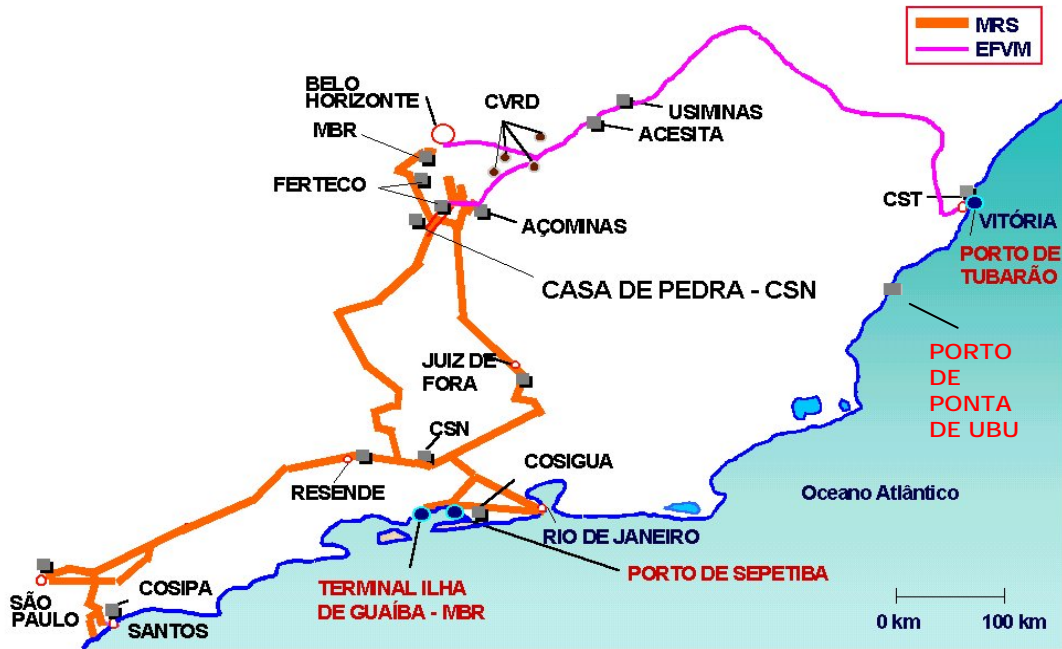 MRS
EFVM
BELO
HORIZONTE
CVRD
MBR
USIMINAS
ACESITA
FERTECO
AÇOMINAS
CST
VITÓRIA
PORTO DE
TUBARÃO
CASA DE PEDRA - CSN
JUIZ DE
FORA
PORTO
DE
PONTA
DE UBU
CSN
COSIGUA
RESENDE
Oceano Atlântico
RIO DE JANEIRO
PORTO DE SEPETIBA
TERMINAL ILHA
DE GUAÍBA - MBR
COSIPA
SÃO
PAULO
SANTOS
0 km
100 km